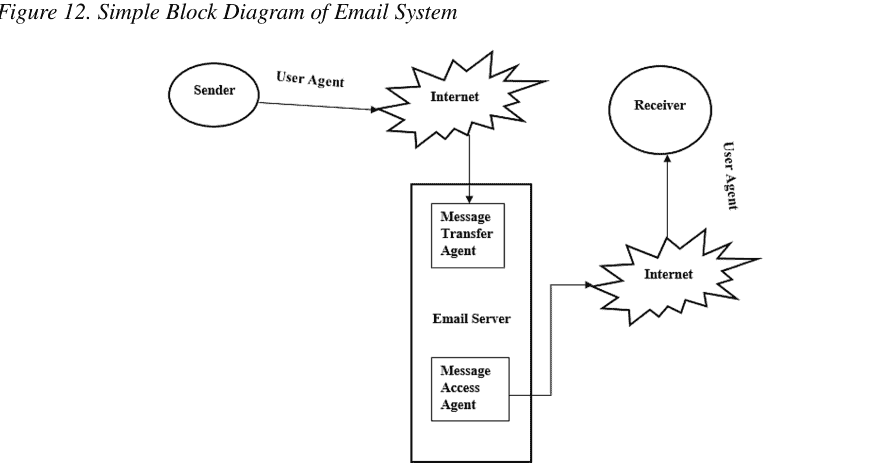 Figure 12. Simple Block Diagram of Email System
Sender
User Agent
Internet
Receiver
User Agent
Message
Transfer
Agent
Internet
Email Server
Message
Access
Agent